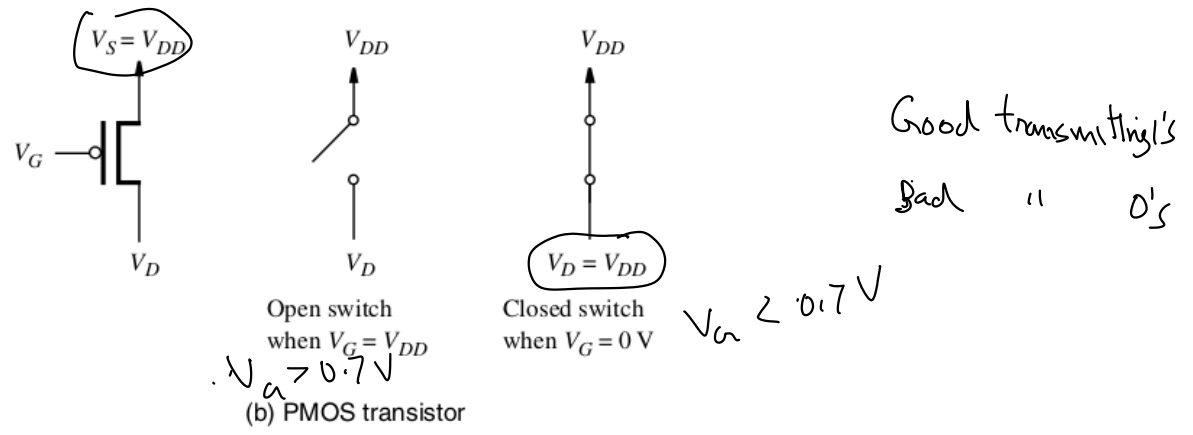 V_S = V_DD
V_DD
V_DD
Good transmitting 1's
Bad " 0's
V_G
V_D
V_D
V_D = V_DD
Open switch
when V_G = V_DD
Closed switch
when V_G = 0 V
V_G < 0.7 V
V_G > 0.7 V
(b) PMOS transistor